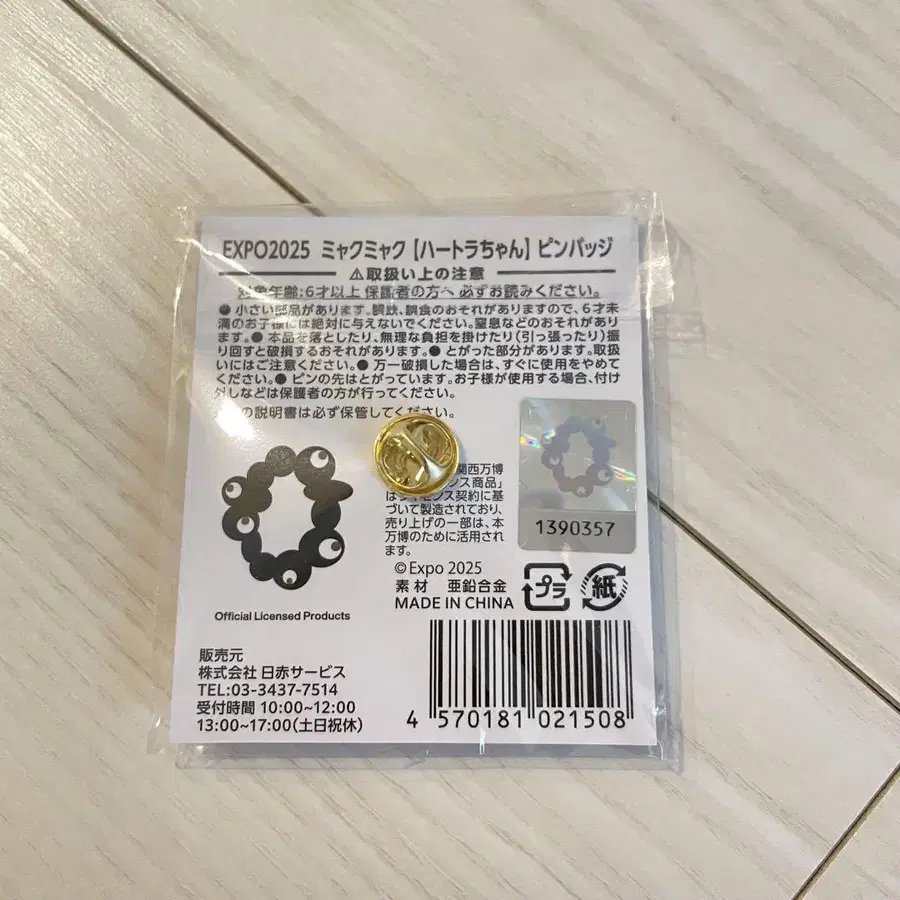 EXPO2025 ミャクミャク【ハートラちゃん】ピンバッジ
⚠取扱い上の注意
対象年齢:6才以上 保護者の方へ 必ずお読みください。
● 小さい部品があります。誤飲、誤食のおそれがありますので、6才未
満のお子様には絶対に与えないでください。窒息などのおそれがあり
ます。● 本品を落としたり、無理な負担を掛けたり(引っ張ったり)振
り回すと破損するおそれがあります。● とがった部分があります。取扱
いにはご注意ください。● 万一破損した場合は、すぐに使用をやめて
ください。● ピンの先はとがっています。お子様が使用する場合、付け
外しなどは保護者の方が行ってください。
の説明書は必ず保管してください。
関西万博
ンス商品」
はライセンス契約に基
づいて製造されており、
売り上げの一部は、本
万博のために活用され
ます。
1390357
©Expo 2025
素材 亜鉛合金
MADE IN CHINA
プラ
紙
Official Licensed Products
販売元
株式会社 日赤サービス
TEL:03-3437-7514
受付時間 10:00~12:00
13:00~17:00(土日祝休)
4 570181 021508